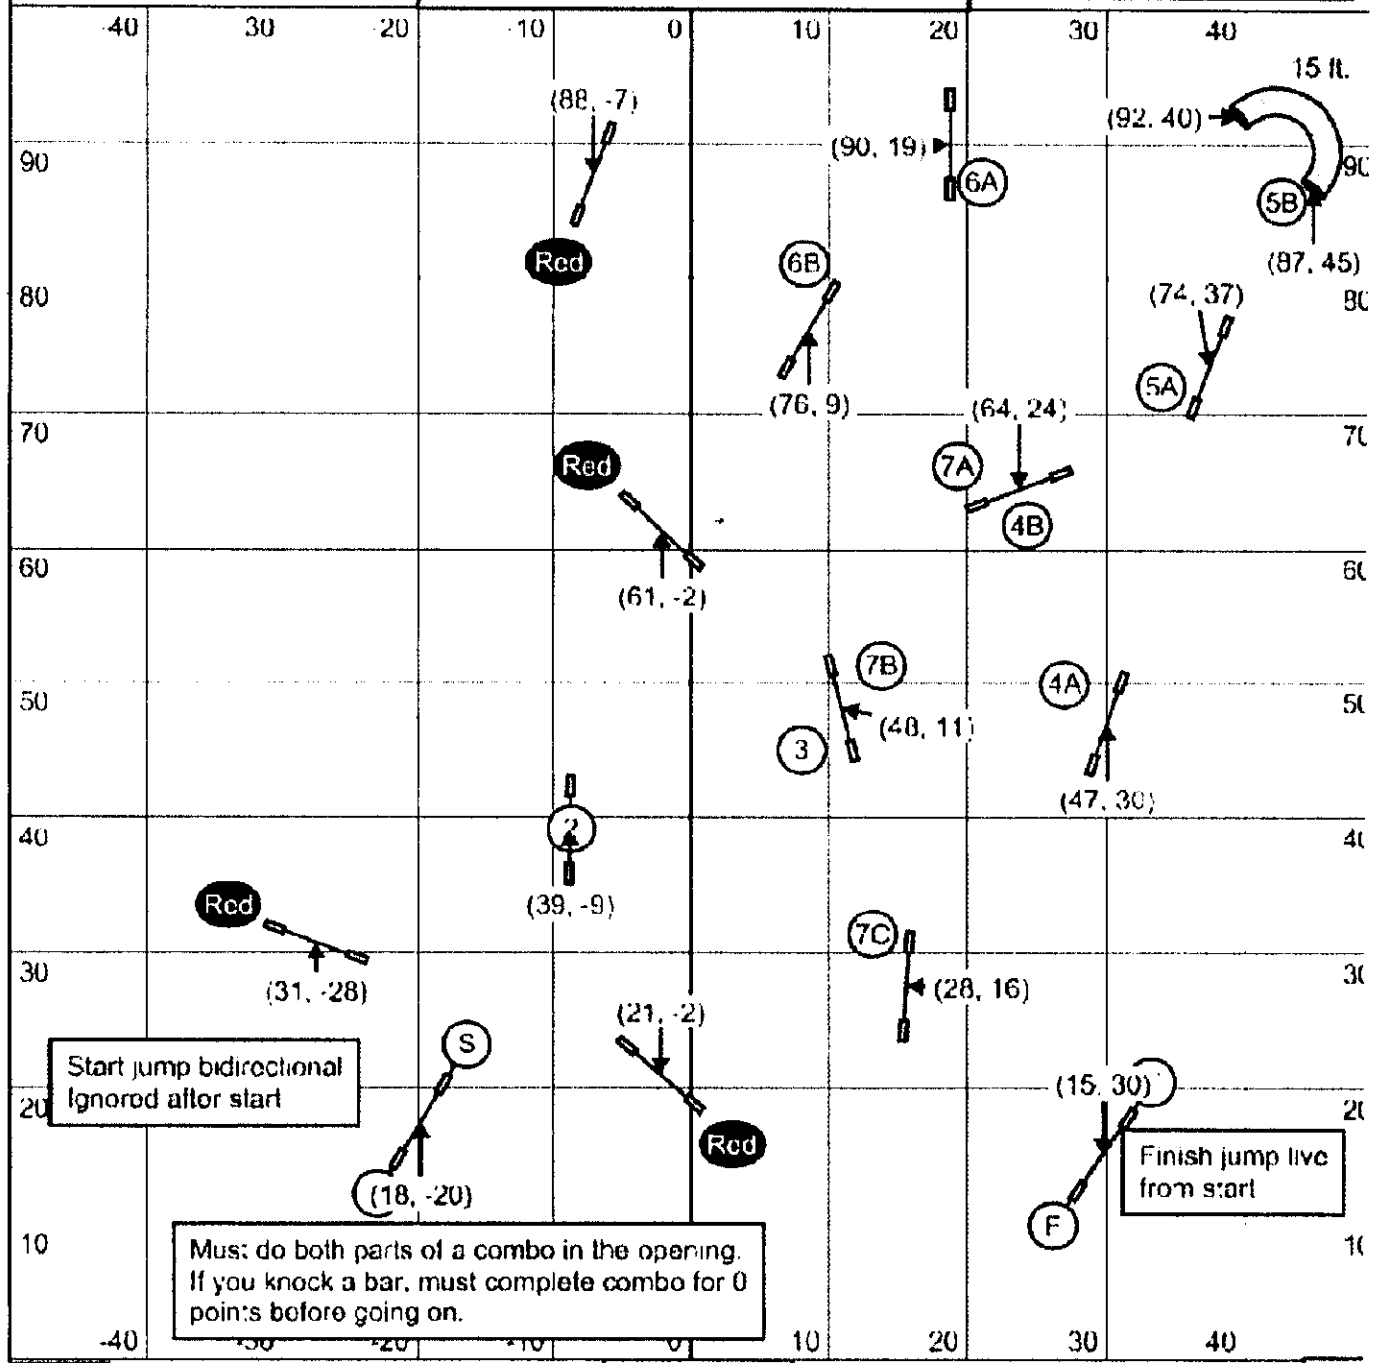 -40 30 -20 -10 0 10 20 30 40
15 ft.
(88, -7)
(92, 40)
(90, 19)
90 90
6A
5B
Red
6B
(87, 45)
80 80
(74, 37)
5A
(76, 9)
(64, 24)
70 70
Red
7A
4B
60 60
(61, -2)
7B
4A
50 50
(48, 11)
3
(47, 30)
2
40 40
Red
(39, -9)
7C
30 30
(31, -28)
(28, 16)
(21, -2)
S
Start jump bidirectional
Ignored after start
(15, 30)
20 20
Red
Finish jump live
from start
(18, -20)
F
10 10
Must do both parts of a combo in the opening.
If you knock a bar, must complete combo for 0
points before going on.
-40 -30 -20 -10 0 10 20 30 40